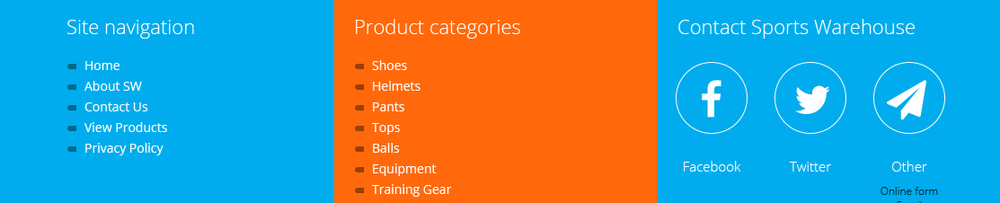 Site navigation
Home
About SW
Contact Us
View Products
Privacy Policy
Product categories
Shoes
Helmets
Pants
Tops
Balls
Equipment
Training Gear
Contact Sports Warehouse
Facebook
Twitter
Other
Online form